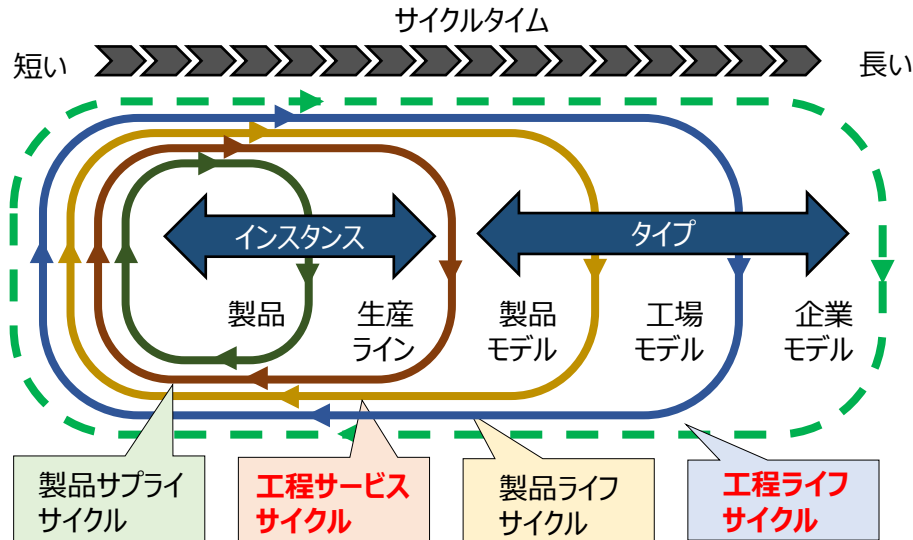 サイクルタイム
短い
長い
インスタンス
タイプ
製品
生産
ライン
製品
モデル
工場
モデル
企業
モデル
製品サプライ
サイクル
工程サービス
サイクル
製品ライフ
サイクル
工程ライフ
サイクル